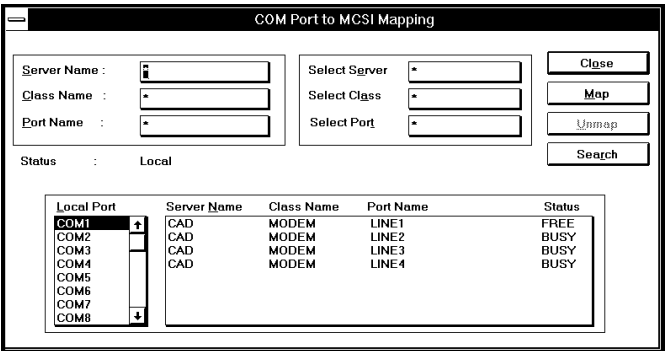 COM Port to MCSI Mapping
Server Name : *
Class Name : *
Port Name : *
Select Server *
Select Class *
Select Port *
Close
Map
Unmap
Search
Status : Local
Local Port
COM1
COM2
COM3
COM4
COM5
COM6
COM7
COM8
Server Name Class Name Port Name Status
CAD MODEM LINE1 FREE
CAD MODEM LINE2 BUSY
CAD MODEM LINE3 BUSY
CAD MODEM LINE4 BUSY